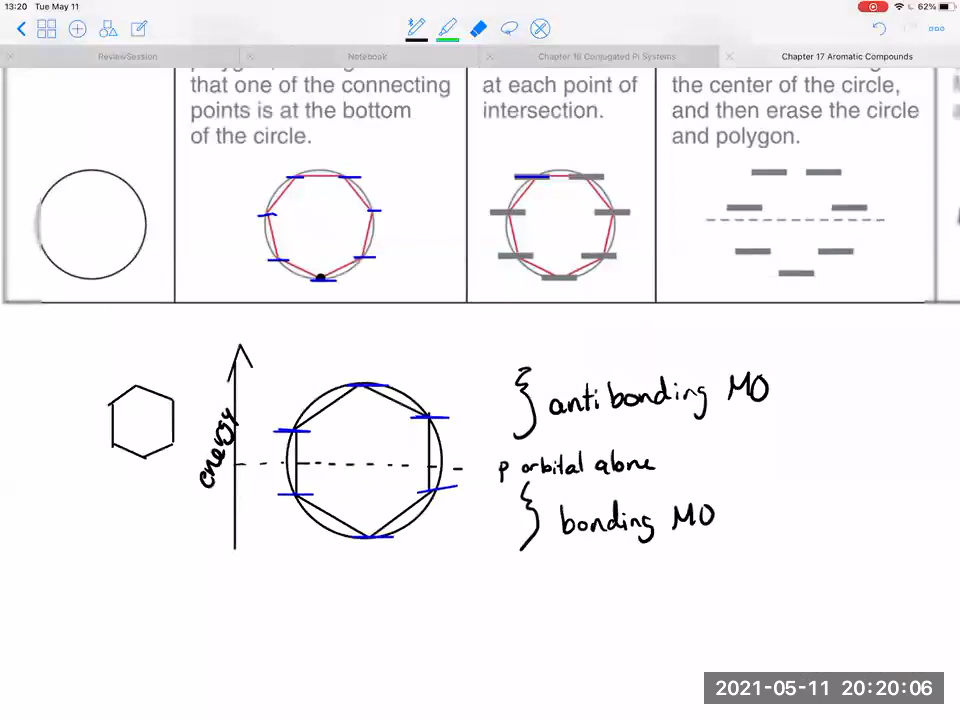 13:20 Tue May 11
62%
Review/Session
Notebook
Chapter 16 Conjugated Pi Systems
Chapter 17 Aromatic Compounds
that one of the connecting
points is at the bottom
of the circle.
at each point of
intersection.
the center of the circle,
and then erase the circle
and polygon.
energy
antibonding MO
p orbital alone
bonding MO
2021-05-11 20:20:06